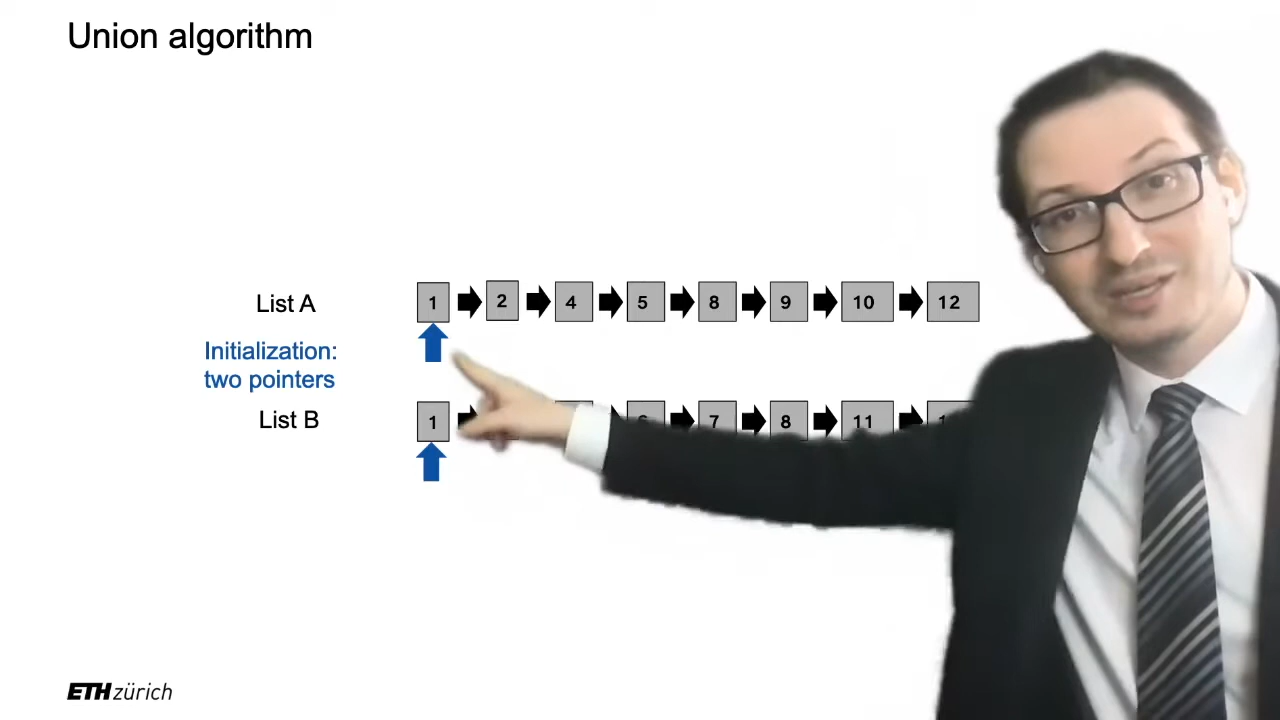 Union algorithm
List A 1 2 4 5 8 9 10 12
Initialization:
two pointers
List B 1 6 7 8 11
ETH zürich